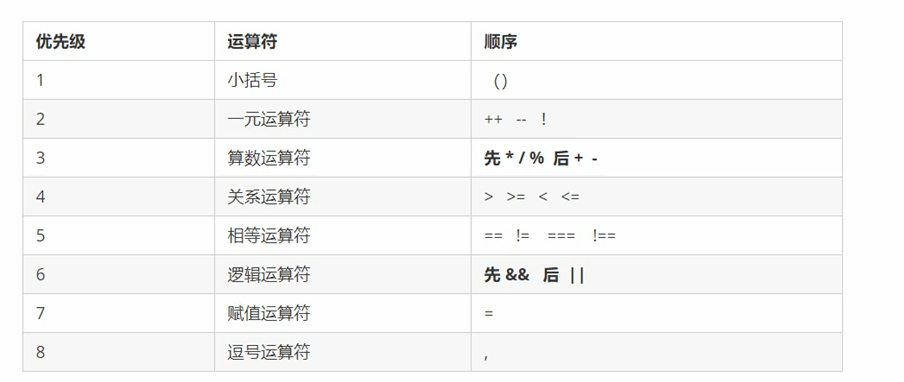 优先级 运算符 顺序
1 小括号 （）
2 一元运算符 ++ -- !
3 算数运算符 先 * / % 后 + -
4 关系运算符 > >= < <=
5 相等运算符 == != === !==
6 逻辑运算符 先 && 后 ||
7 赋值运算符 =
8 逗号运算符 ,